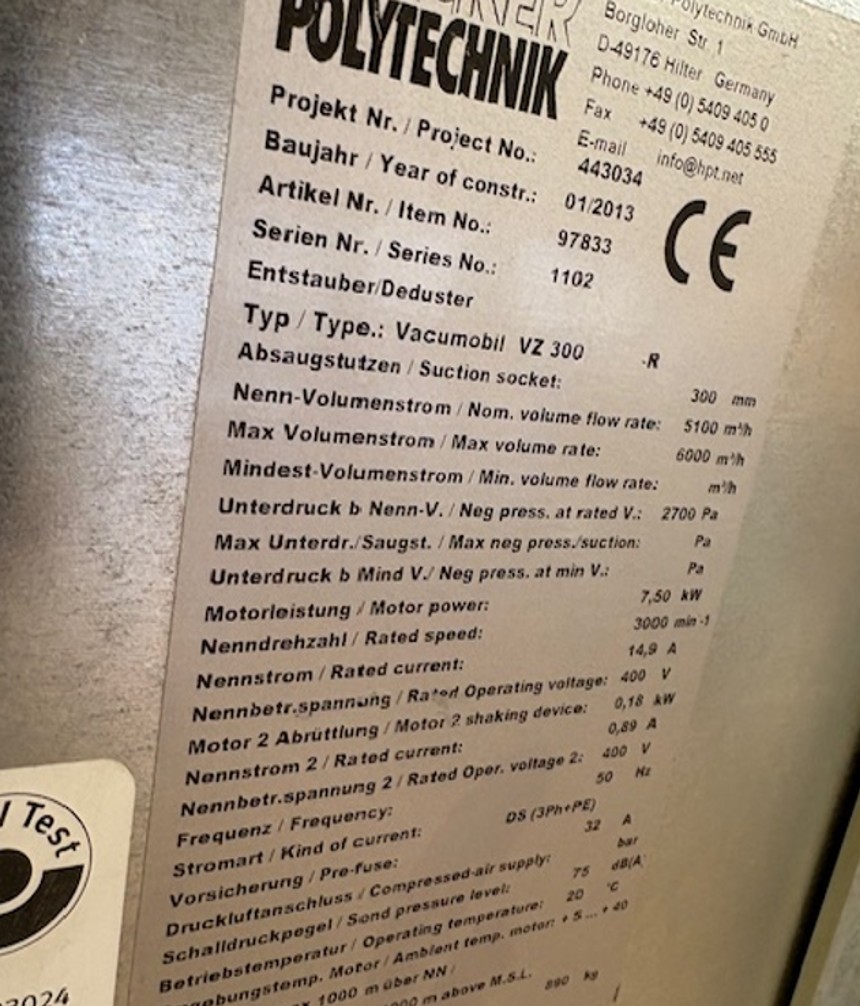 POLYTECHNIK
Polytechnik GmbH
Borgloher Str. 1
D-49176 Hilter Germany
Phone +49 (0) 5409 405 0
Fax +49 (0) 5409 405 555
E-mail info@hpt.net
Projekt Nr. / Project No.: 443034
Baujahr / Year of constr.: 01/2013
Artikel Nr. / Item No.: 97833
Serien Nr. / Series No.: 1102
CE
Entstauber/Deduster
Typ / Type.: Vacumobil VZ 300 -R
Absaugstutzen / Suction socket: 300 mm
Nenn-Volumenstrom / Nom. volume flow rate: 5100 m³/h
Max Volumenstrom / Max volume rate: 6000 m³/h
Mindest-Volumenstrom / Min. volume flow rate: m³/h
Unterdruck b Nenn-V. / Neg press. at rated V.: 2700 Pa
Max Unterdr./Saugst. / Max neg press./suction: Pa
Unterdruck b Mind V./ Neg press. at min V.: Pa
Motorleistung / Motor power: 7,50 kW
Nenndrehzahl / Rated speed: 3000 min-1
Nennstrom / Rated current: 14,9 A
Nennbetr.spannung / Rated Operating voltage: 400 V
Motor 2 Abrüttlung / Motor 2 shaking device: 0,18 kW
Nennstrom 2 / Rated current: 0,89 A
Nennbetr.spannung 2 / Rated Oper. voltage 2: 400 V
Frequenz / Frequency: 50 Hz
Stromart / Kind of current: DS (3Ph+PE)
Vorsicherung / Pre-fuse: 32 A
Druckluftanschluss / Compressed-air supply: bar
Schalldruckpegel / Sond pressure level: 75 dB(A)
Betriebstemperatur / Operating temperature: 20 °C
gebungstemp. Motor / Ambient temp. motor: + 5 ... + 40
1000 m über NN /
m above M.S.L. 890 kg
Test
2024